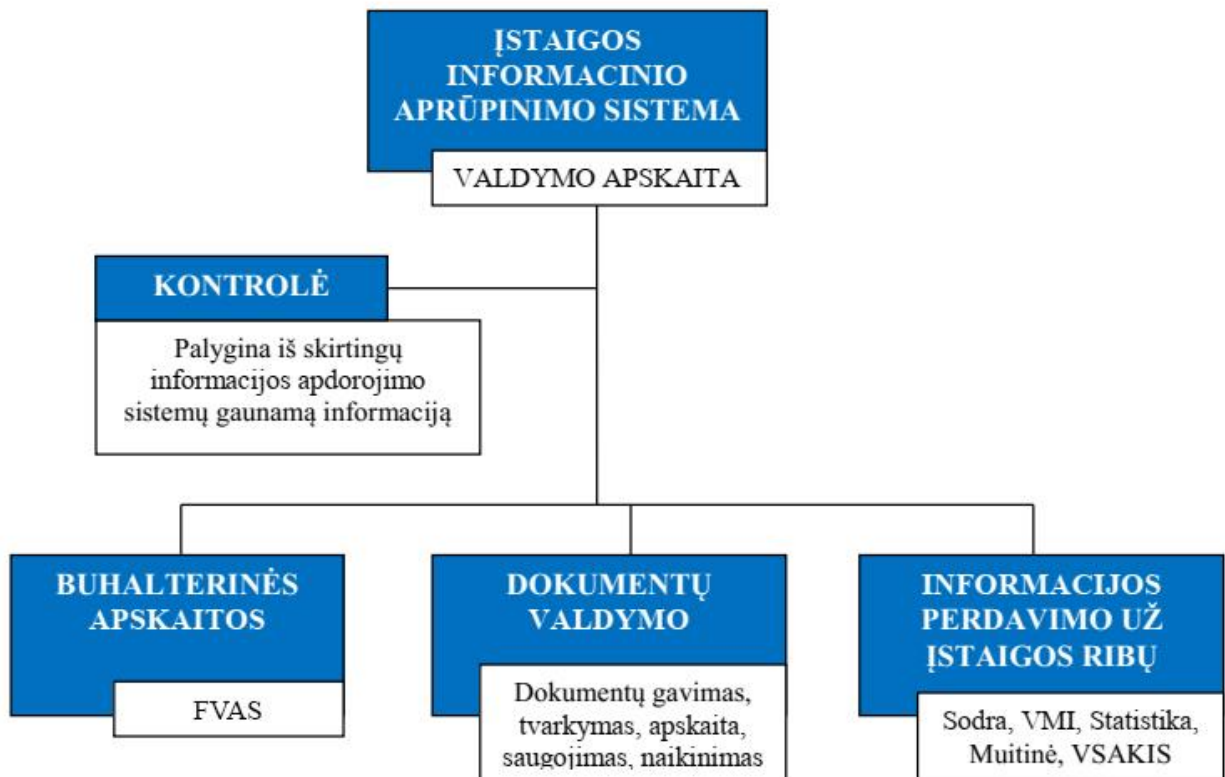 ĮSTAIGOS
INFORMACINIO
APRŪPINIMO SISTEMA
VALDYMO APSKAITA
KONTROLĖ
Palygina iš skirtingų
informacijos apdorojimo
sistemų gaunamą informaciją
BUHALTERINĖS
APSKAITOS
FVAS
DOKUMENTŲ
VALDYMO
Dokumentų gavimas,
tvarkymas, apskaita,
saugojimas, naikinimas
INFORMACIJOS
PERDAVIMO UŽ
ĮSTAIGOS RIBŲ
Sodra, VMI, Statistika,
Muitinė, VSAKIS